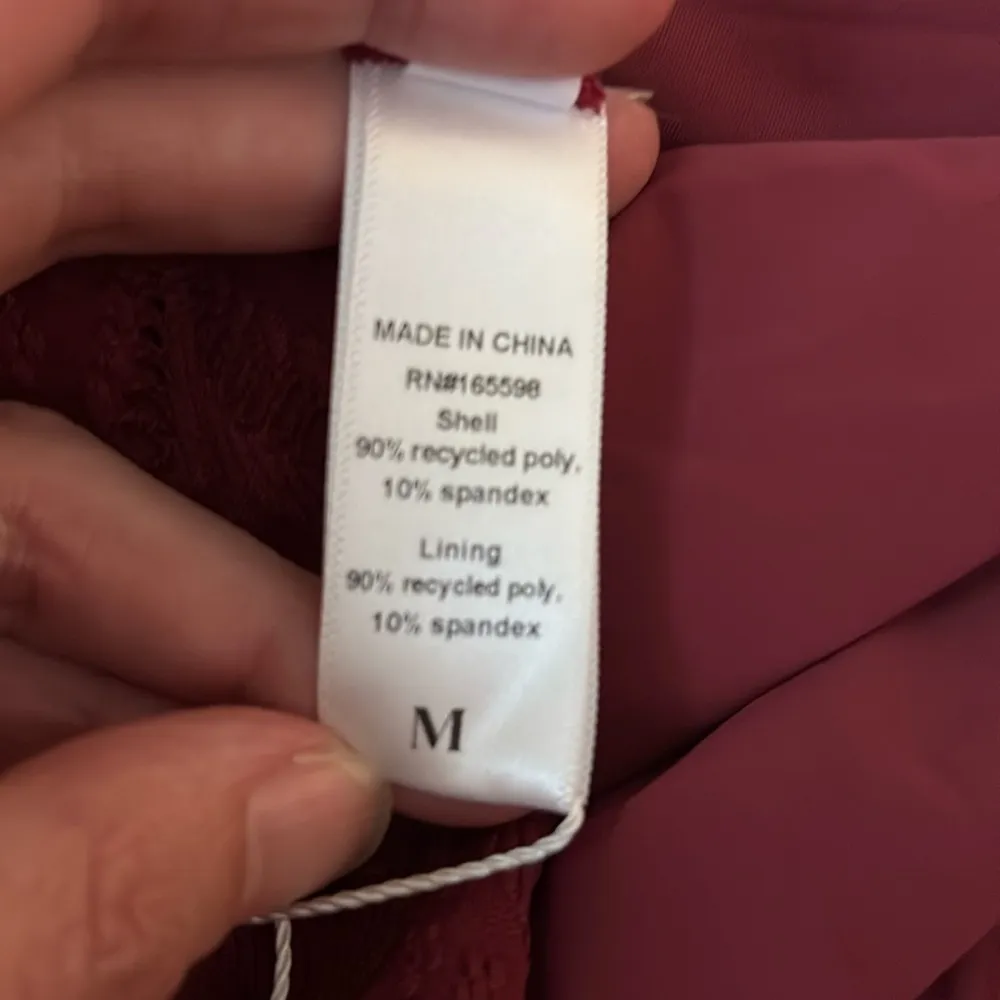 MADE IN CHINA
RN#165598
Shell
90% recycled poly,
10% spandex
Lining
90% recycled poly,
10% spandex
M